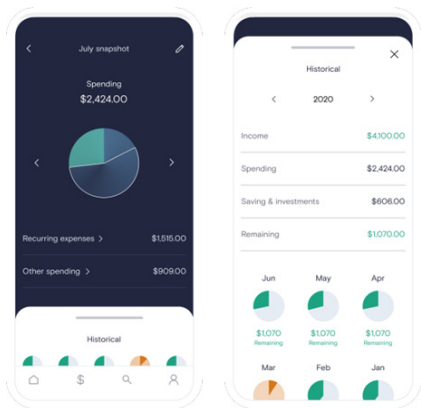 July snapshot
Spending
$2,424.00
Recurring expenses >
$1,515.00
Other spending >
$909.00
Historical
$
Historical
2020
Income
$4,100.00
Spending
$2,424.00
Saving & investments
$606.00
Remaining
$1,070.00
Jun May Apr
$1,070 $1,070 $1,070
Remaining Remaining Remaining
Mar Feb Jan